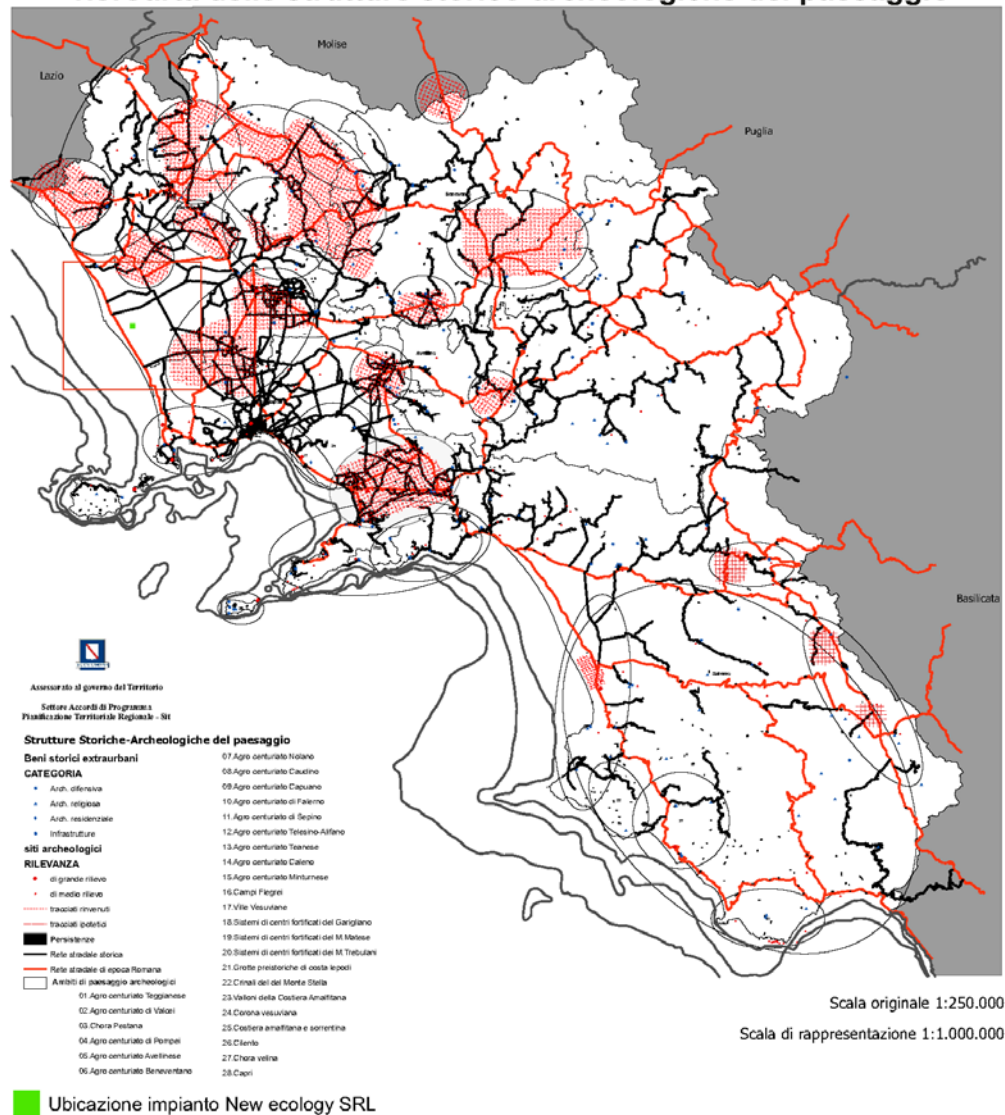 Molise
Lazio
Puglia
Basilicata
Assessorato al governo del Territorio
Settore Accordi di Programma
Pianificazione Territoriale Regionale - Sit
Strutture Storiche-Archeologiche del paesaggio
Beni storici extraurbani
CATEGORIA
Arch. difensiva
Arch. religiosa
Arch. residenziale
Infrastrutture
siti archeologici
RILEVANZA
di grande rilievo
di medio rilievo
tracciati rinvenuti
tracciati ipotetici
Persistenze
Rete stradale storica
Rete stradale di epoca Romana
Ambiti di paesaggio archeologici
01.Agro centuriato Teggianese
02.Agro centuriato di Valcei
03.Chora Pestana
04.Agro centuriato di Pompei
05.Agro centuriato Avellinese
06.Agro centuriato Beneventano
07.Agro centuriato Nolano
08.Agro centuriato Caudino
09.Agro centuriato Capuano
10.Agro centuriato di Falerno
11.Agro centuriato di Sepino
12.Agro centuriato Telesino-Alifano
13.Agro centuriato Teanese
14.Agro centuriato Caleno
15.Agro centuriato Minturnese
16.Campi Flegrei
17.Ville Vesuviane
18.Sistemi di centri fortificati del Garigliano
19.Sistemi di centri fortificati del M.Matese
20.Sistemi di centri fortificati dei M.Trebulani
21.Grotte preistoriche di costa lepodi
22.Crinali del del Monte Stella
23.Valloni della Costiera Amalfitana
24.Corona vesuviana
25.Costiera amalfitana e sorrentina
26.Cilento
27.Chora velina
28.Capri
Scala originale 1:250.000
Scala di rappresentazione 1:1.000.000
Ubicazione impianto New ecology SRL